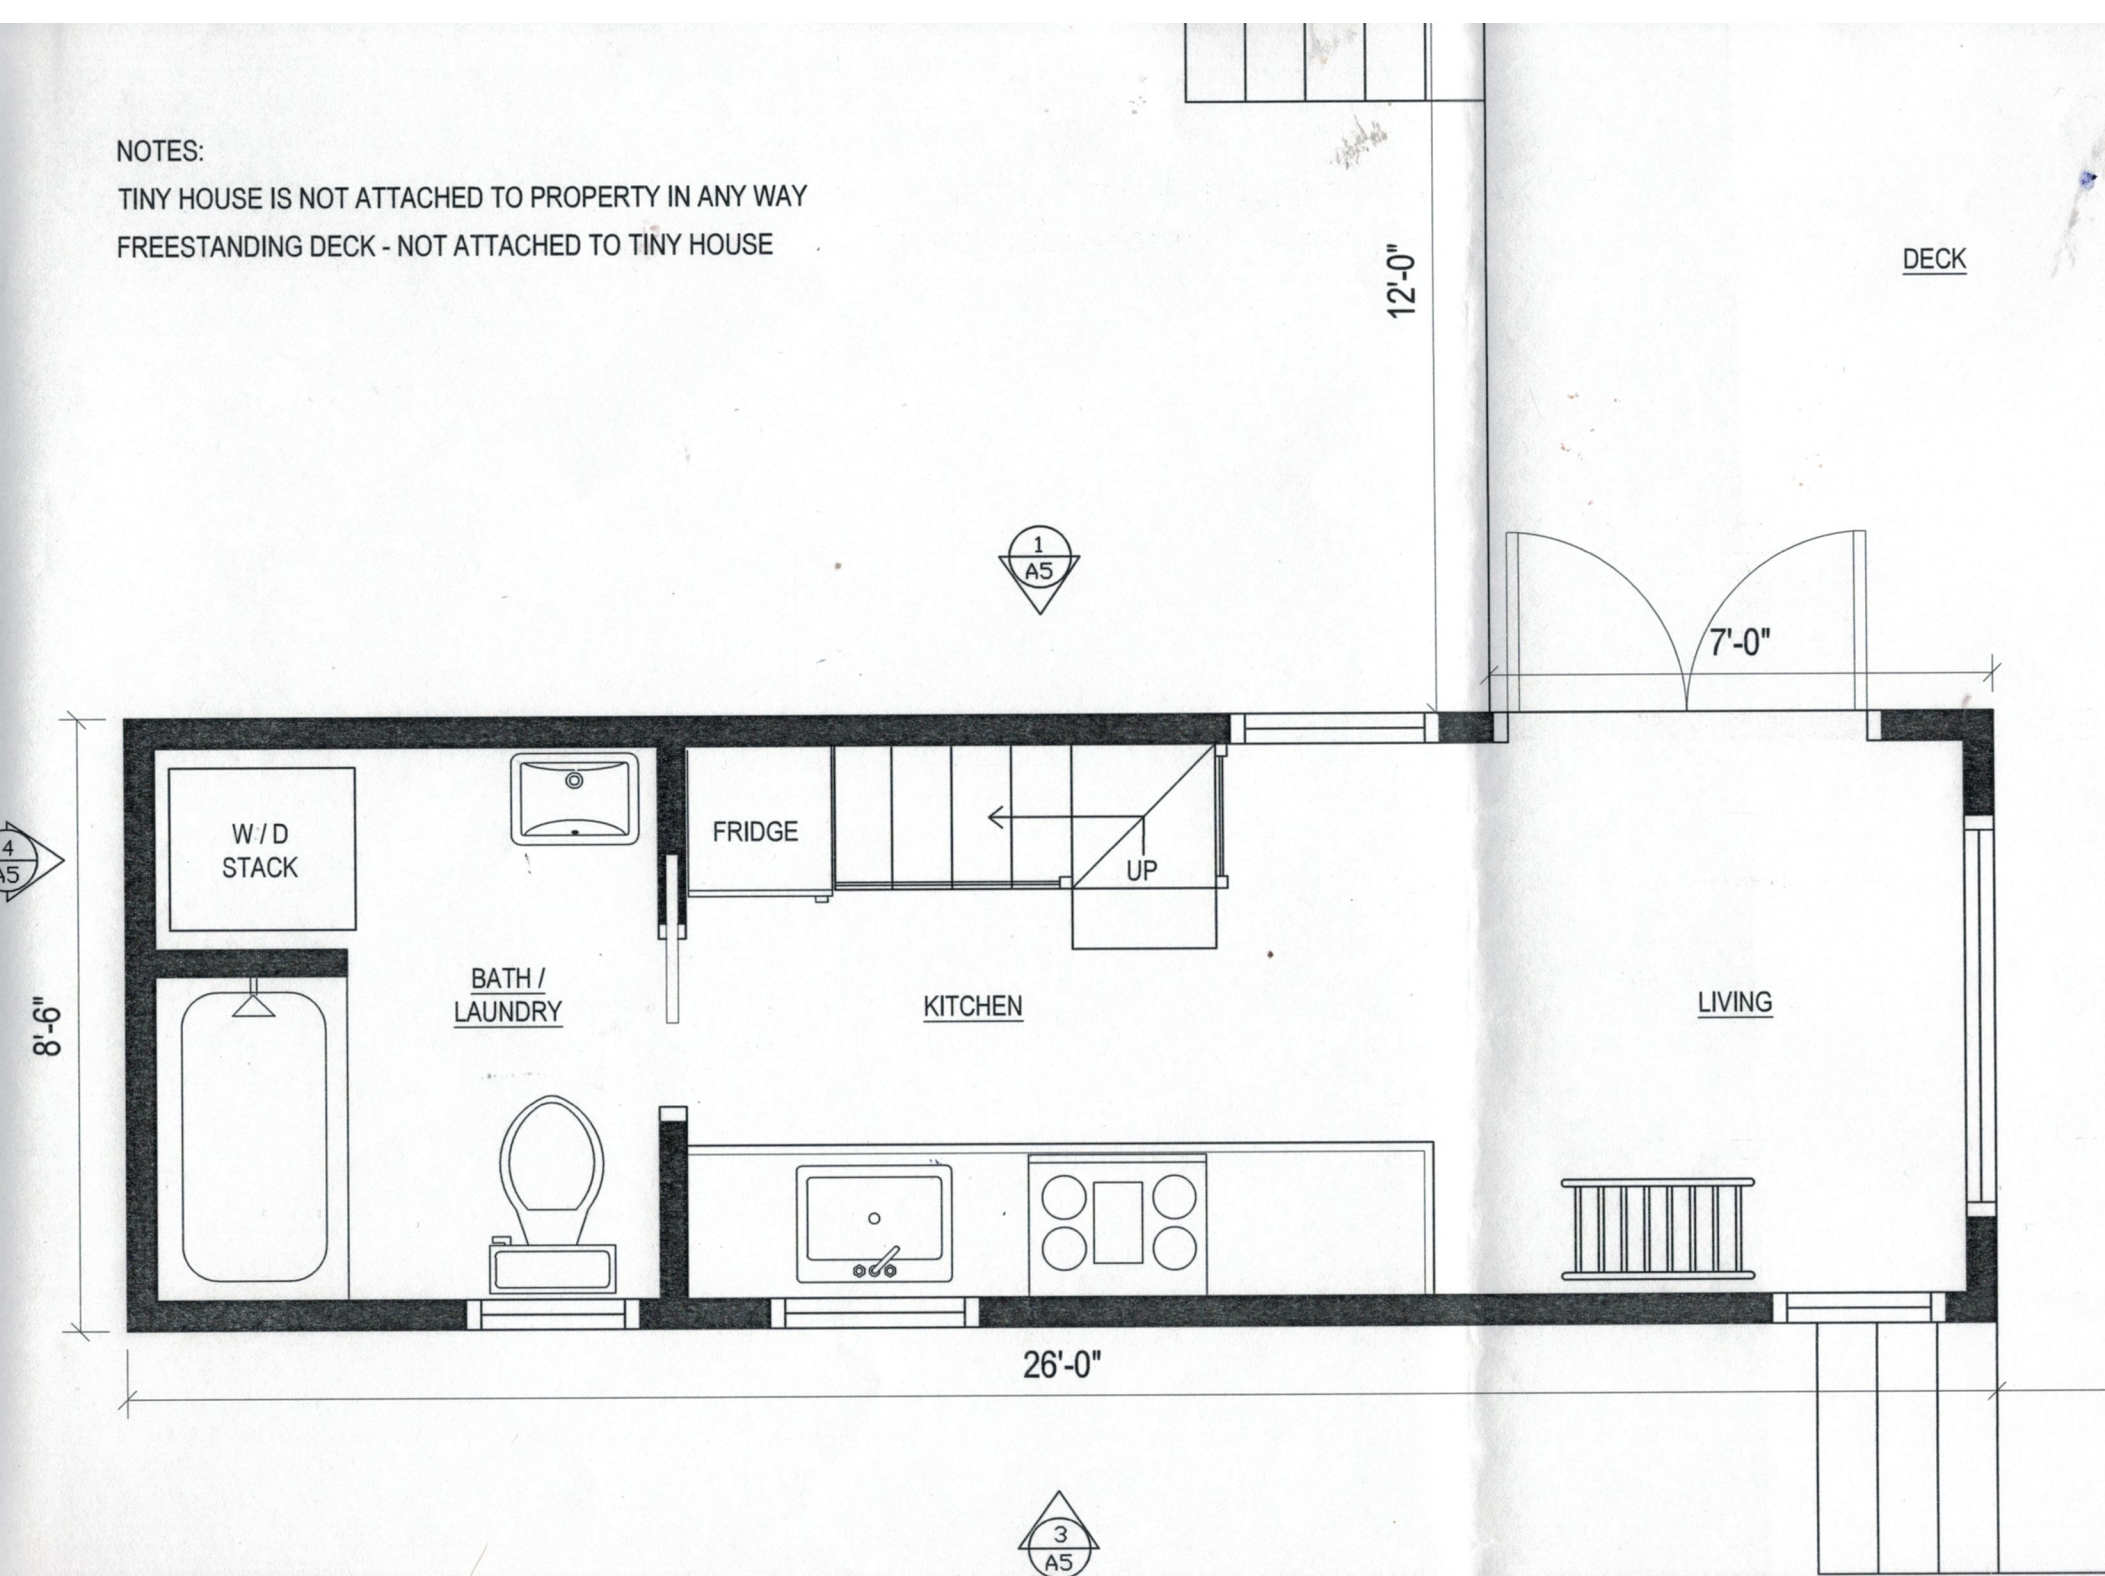 NOTES:
TINY HOUSE IS NOT ATTACHED TO PROPERTY IN ANY WAY
FREESTANDING DECK - NOT ATTACHED TO TINY HOUSE
12'-0"
DECK
1
A5
7'-0"
W / D
STACK
FRIDGE
UP
4
A5
BATH /
LAUNDRY
KITCHEN
LIVING
8'-6"
26'-0"
3
A5